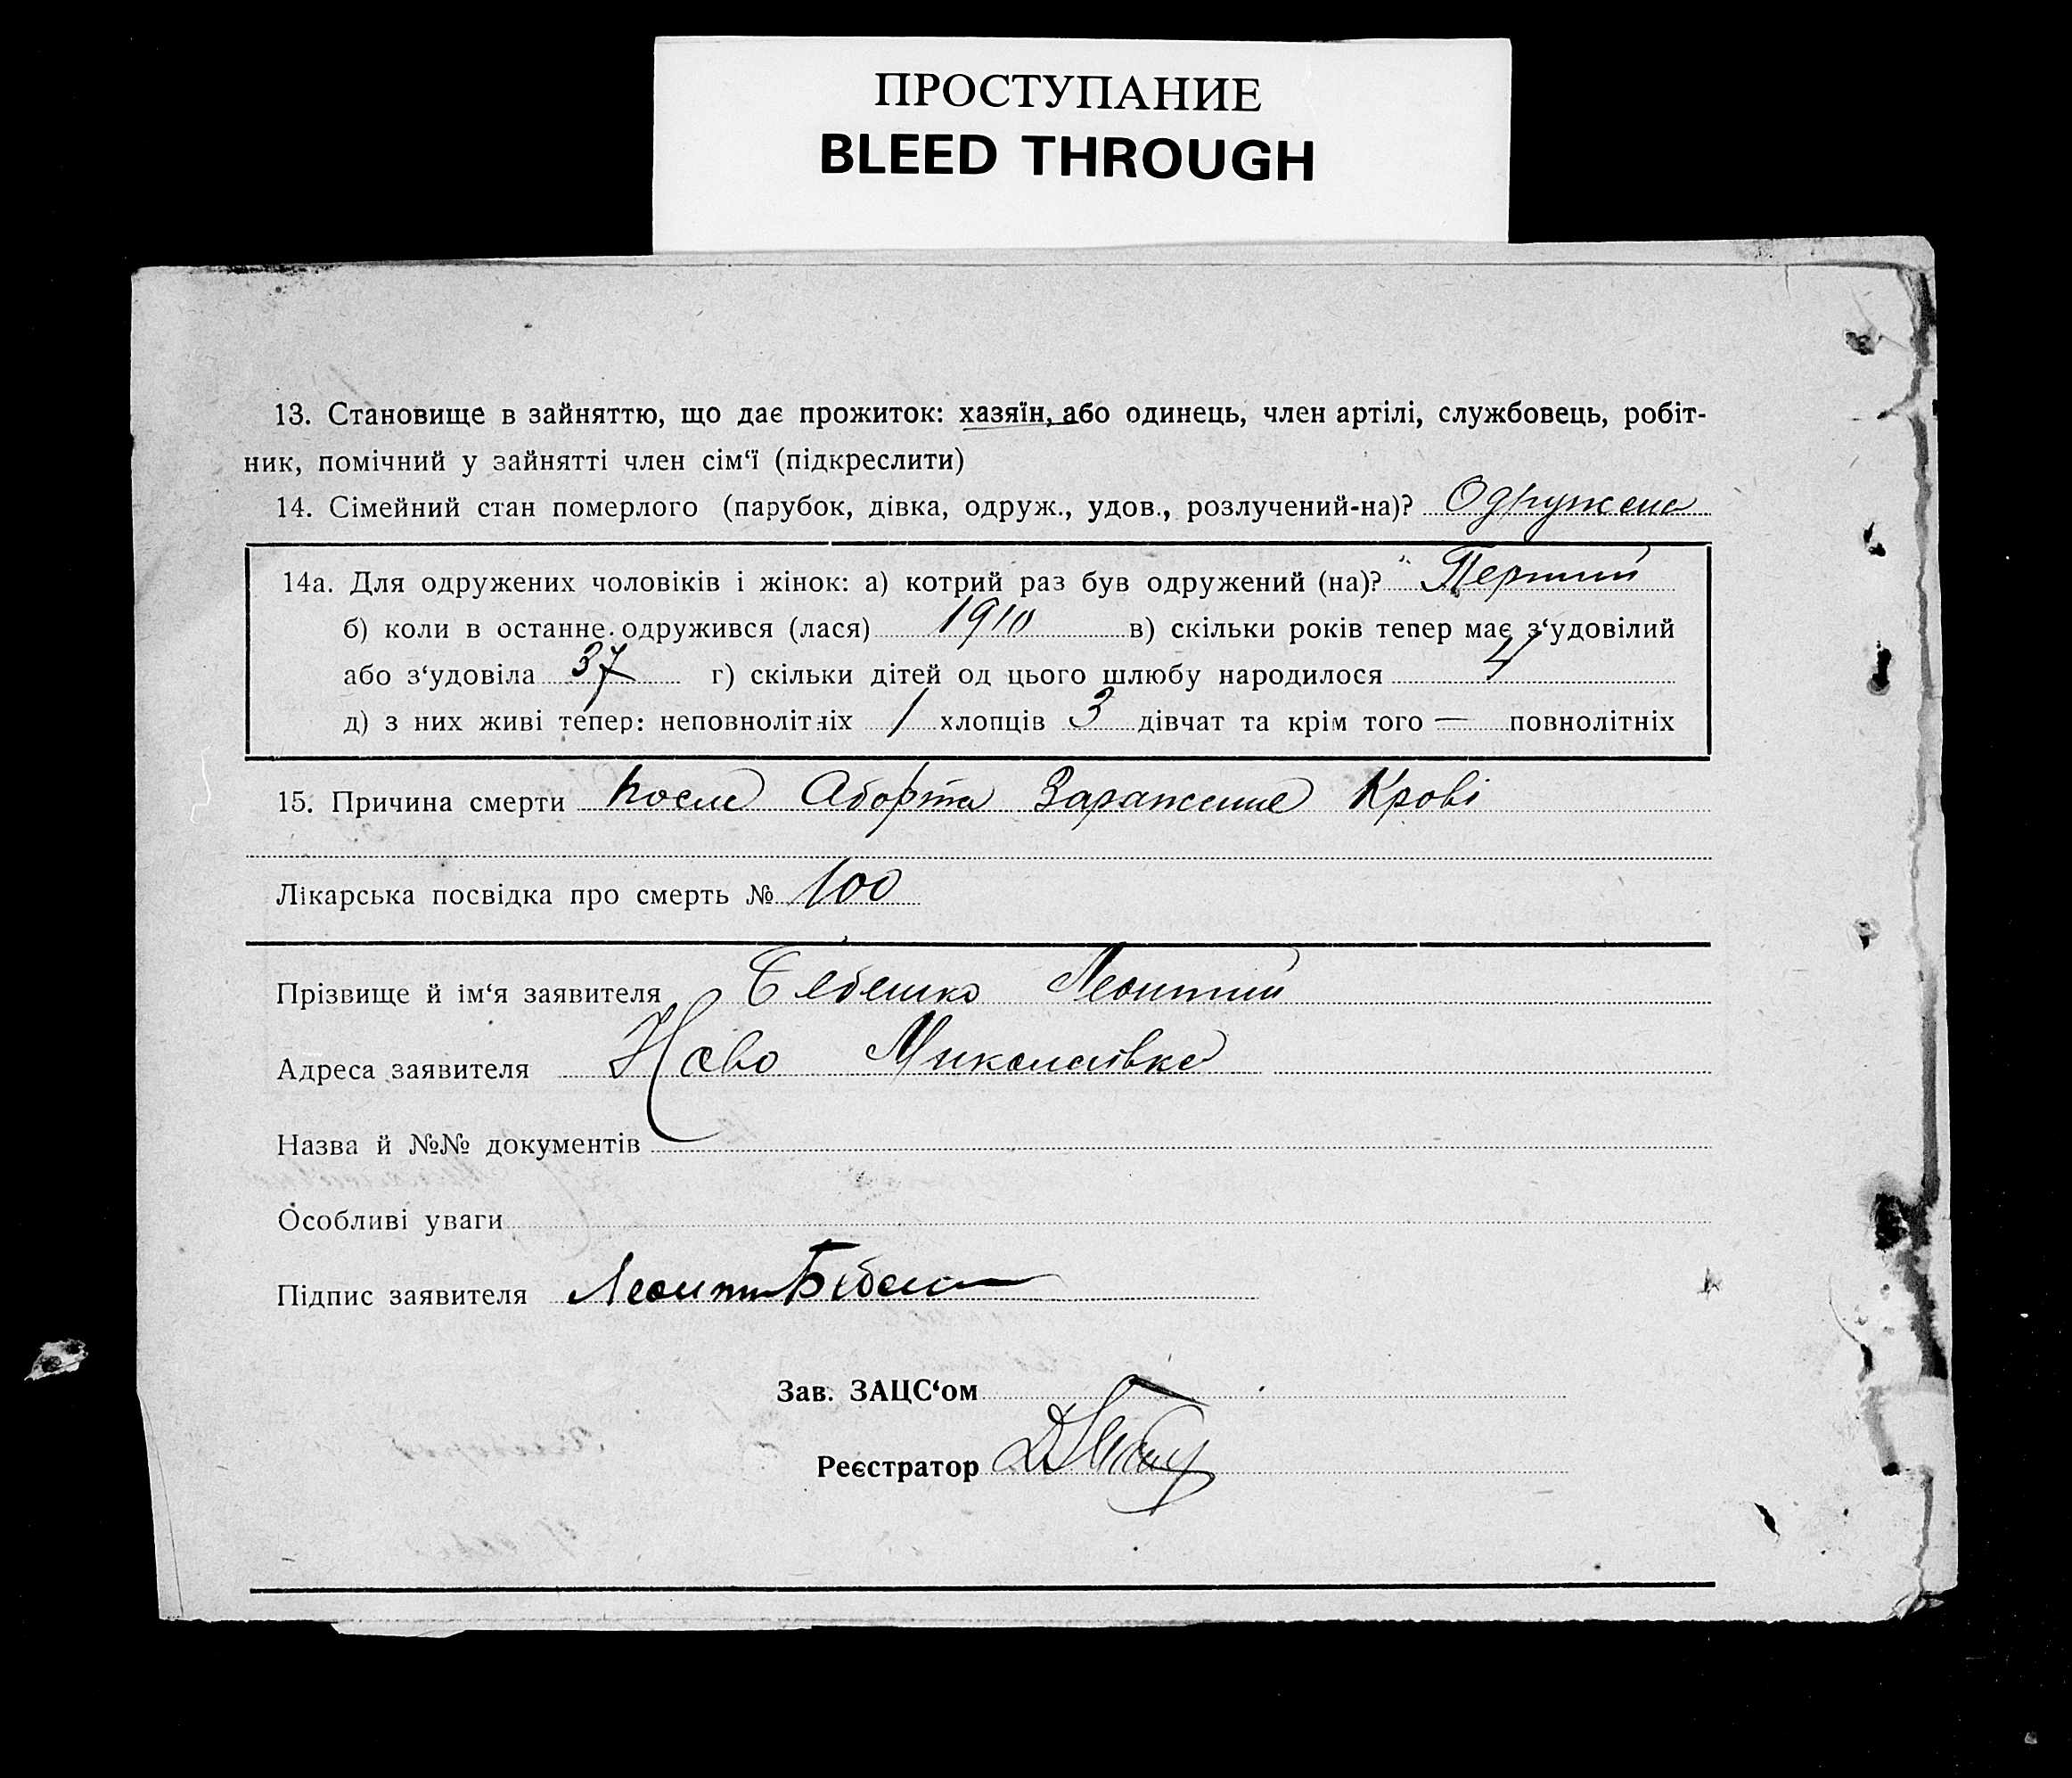 ПРОСТУПАНИЕ
BLEED THROUGH
13. Становище в зайняттю, що дає прожиток: хазяїн, або одинець, член артілі, службовець, робіт-
ник, помічний у зайнятті член сім‘ї (підкреслити)
14. Сімейний стан померлого (парубок, дівка, одруж., удов., розлучений-на)? Одружена
14а. Для одружених чоловіків і жінок: а) котрий раз був одружений (на)? Перший
б) коли в останнє одружився (лася) 1910 в) скільки років тепер має з‘удовілий
або з‘удовіла 37 г) скільки дітей од цього шлюбу народилося 4
д) з них живі тепер: неповнолітніх 1 хлопців 3 дівчат та крім того — повнолітніх
15. Причина смерти после Аборта Заражение Крові
Лікарська посвідка про смерть № 100
Прізвище й ім‘я заявителя Бебешко Леонтий
Адреса заявителя Ново Миколаївка
Назва й №№ документів
Особливі уваги
Підпис заявителя
Зав. ЗАЦС‘ом
Реєстратор